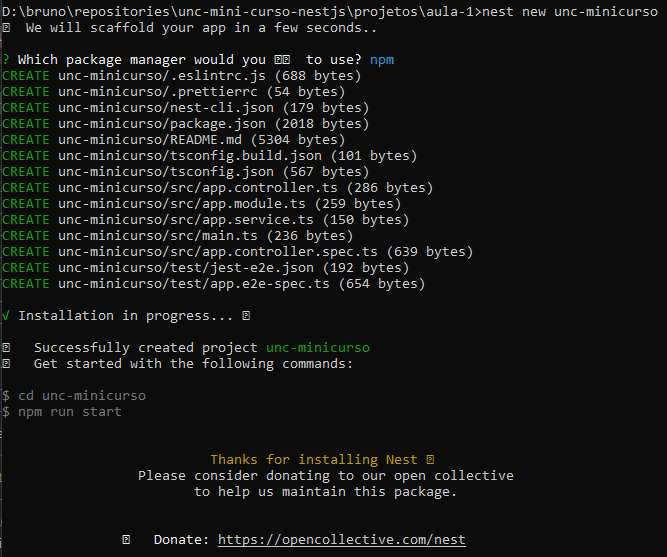 D:\bruno\repositories\unc-mini-curso-nestjs\projetos\aula-1>nest new unc-minicurso
⍰  We will scaffold your app in a few seconds..
? Which package manager would you ⍰⍰  to use? npm
CREATE unc-minicurso/.eslintrc.js (688 bytes)
CREATE unc-minicurso/.prettierrc (54 bytes)
CREATE unc-minicurso/nest-cli.json (179 bytes)
CREATE unc-minicurso/package.json (2018 bytes)
CREATE unc-minicurso/README.md (5304 bytes)
CREATE unc-minicurso/tsconfig.build.json (101 bytes)
CREATE unc-minicurso/tsconfig.json (567 bytes)
CREATE unc-minicurso/src/app.controller.ts (286 bytes)
CREATE unc-minicurso/src/app.module.ts (259 bytes)
CREATE unc-minicurso/src/app.service.ts (150 bytes)
CREATE unc-minicurso/src/main.ts (236 bytes)
CREATE unc-minicurso/src/app.controller.spec.ts (639 bytes)
CREATE unc-minicurso/test/jest-e2e.json (192 bytes)
CREATE unc-minicurso/test/app.e2e-spec.ts (654 bytes)
√ Installation in progress... ⍰
⍰  Successfully created project unc-minicurso
⍰  Get started with the following commands:
$ cd unc-minicurso
$ npm run start
Thanks for installing Nest ⍰
Please consider donating to our open collective
to help us maintain this package.
⍰  Donate: https://opencollective.com/nest